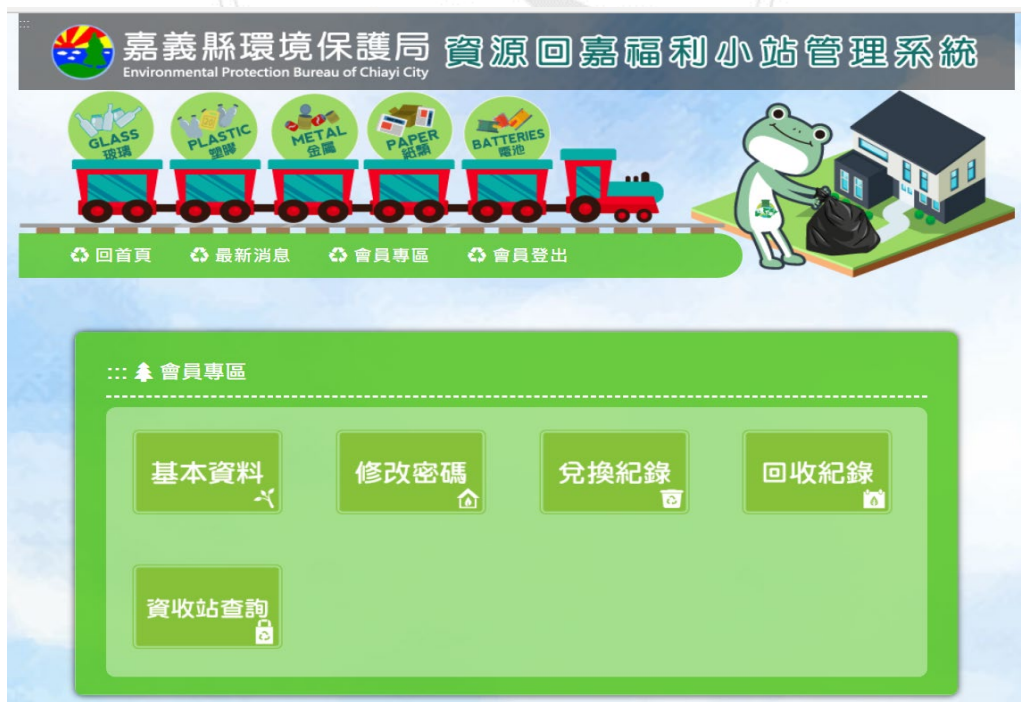 :::
嘉義縣環境保護局 資源回嘉福利小站管理系統
Environmental Protection Bureau of Chiayi City
GLASS
玻璃
PLASTIC
塑膠
METAL
金屬
PAPER
紙類
BATTERIES
電池
回首頁 最新消息 會員專區 會員登出
::: 會員專區
基本資料 修改密碼 兌換紀錄 回收紀錄
資收站查詢